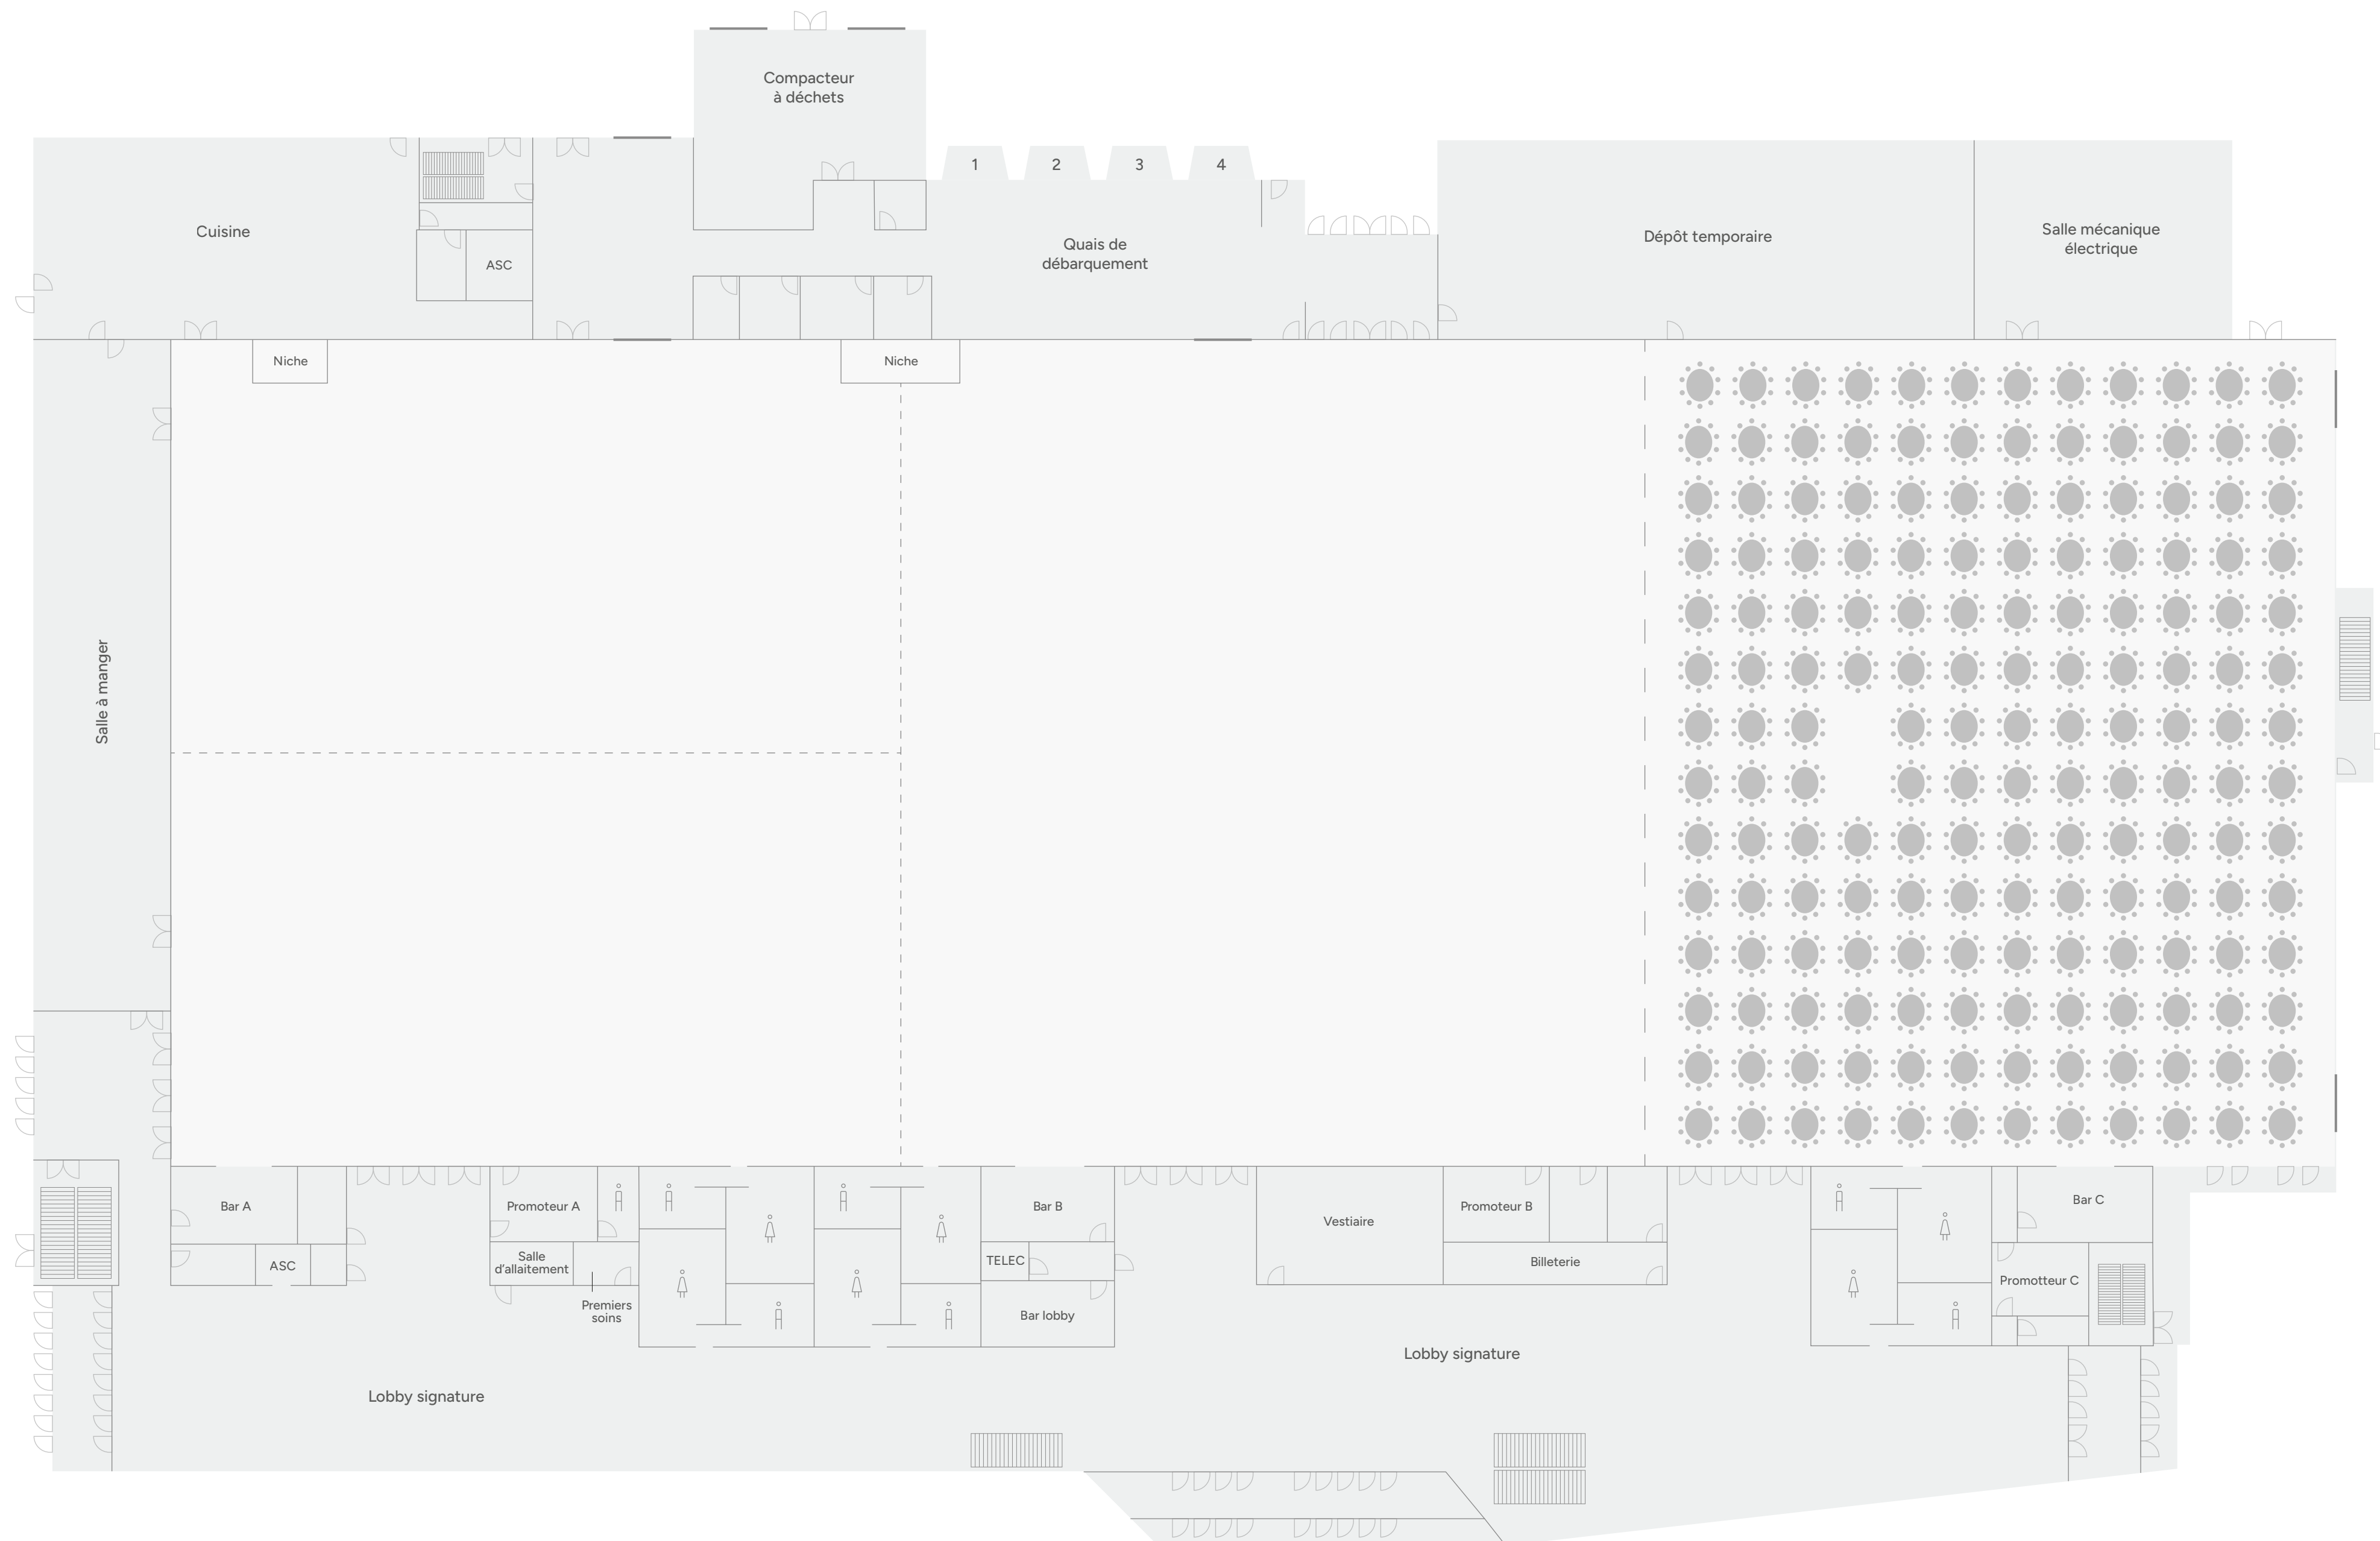 Compacteur
à déchets
1
2
3
4
Cuisine
ASC
Quais de
débarquement
Dépôt temporaire
Salle mécanique
électrique
Niche
Niche
Salle à manger
Bar A
ASC
Promoteur A
Salle
d'allaitement
Premiers
soins
Bar B
TELEC
Bar lobby
Vestiaire
Promoteur B
Billeterie
Bar C
Promotteur C
Lobby signature
Lobby signature